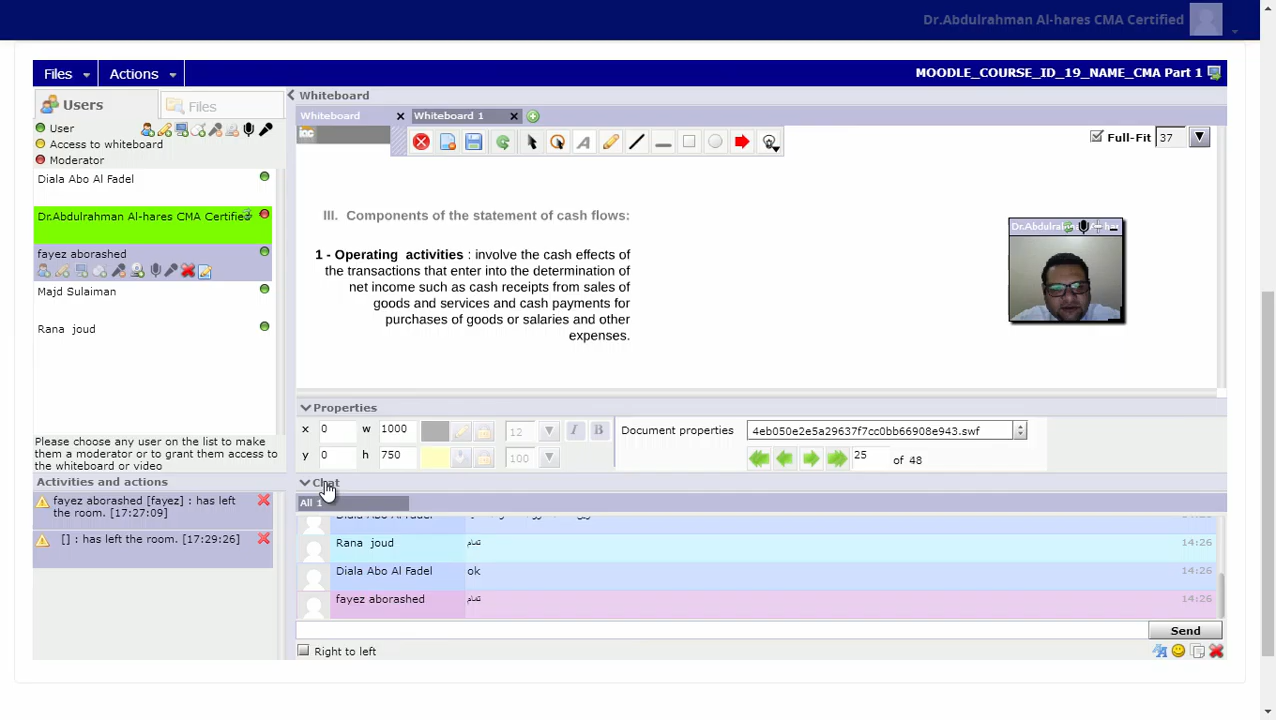 Dr.Abdulrahman Al-hares CMA Certified
Files Actions MOODLE_COURSE_ID_19_NAME_CMA Part 1
Users Files
User
Access to whiteboard
Moderator
Diala Abo Al Fadel
Dr.Abdulrahman Al-hares CMA Certified
fayez aborashed
Majd Sulaiman
Rana joud
Please choose any user on the list to make
them a moderator or to grant them access to
the whiteboard or video
Activities and actions
fayez aborashed [fayez] : has left
the room. [17:27:09]
[] : has left the room. [17:29:26]
Whiteboard
Whiteboard Whiteboard 1
Full-Fit 37
III. Components of the statement of cash flows:
1 - Operating activities : involve the cash effects of
the transactions that enter into the determination of
net income such as cash receipts from sales of
goods and services and cash payments for
purchases of goods or salaries and other
expenses.
Properties
x 0 w 1000 12 I B Document properties 4eb050e2e5a29637f7cc0bb66908e943.swf
y 0 h 750 100 25 of 48
Chat
All 1
Rana joud تمام 14:26
Diala Abo Al Fadel ok 14:26
fayez aborashed تمام 14:26
Send
Right to left